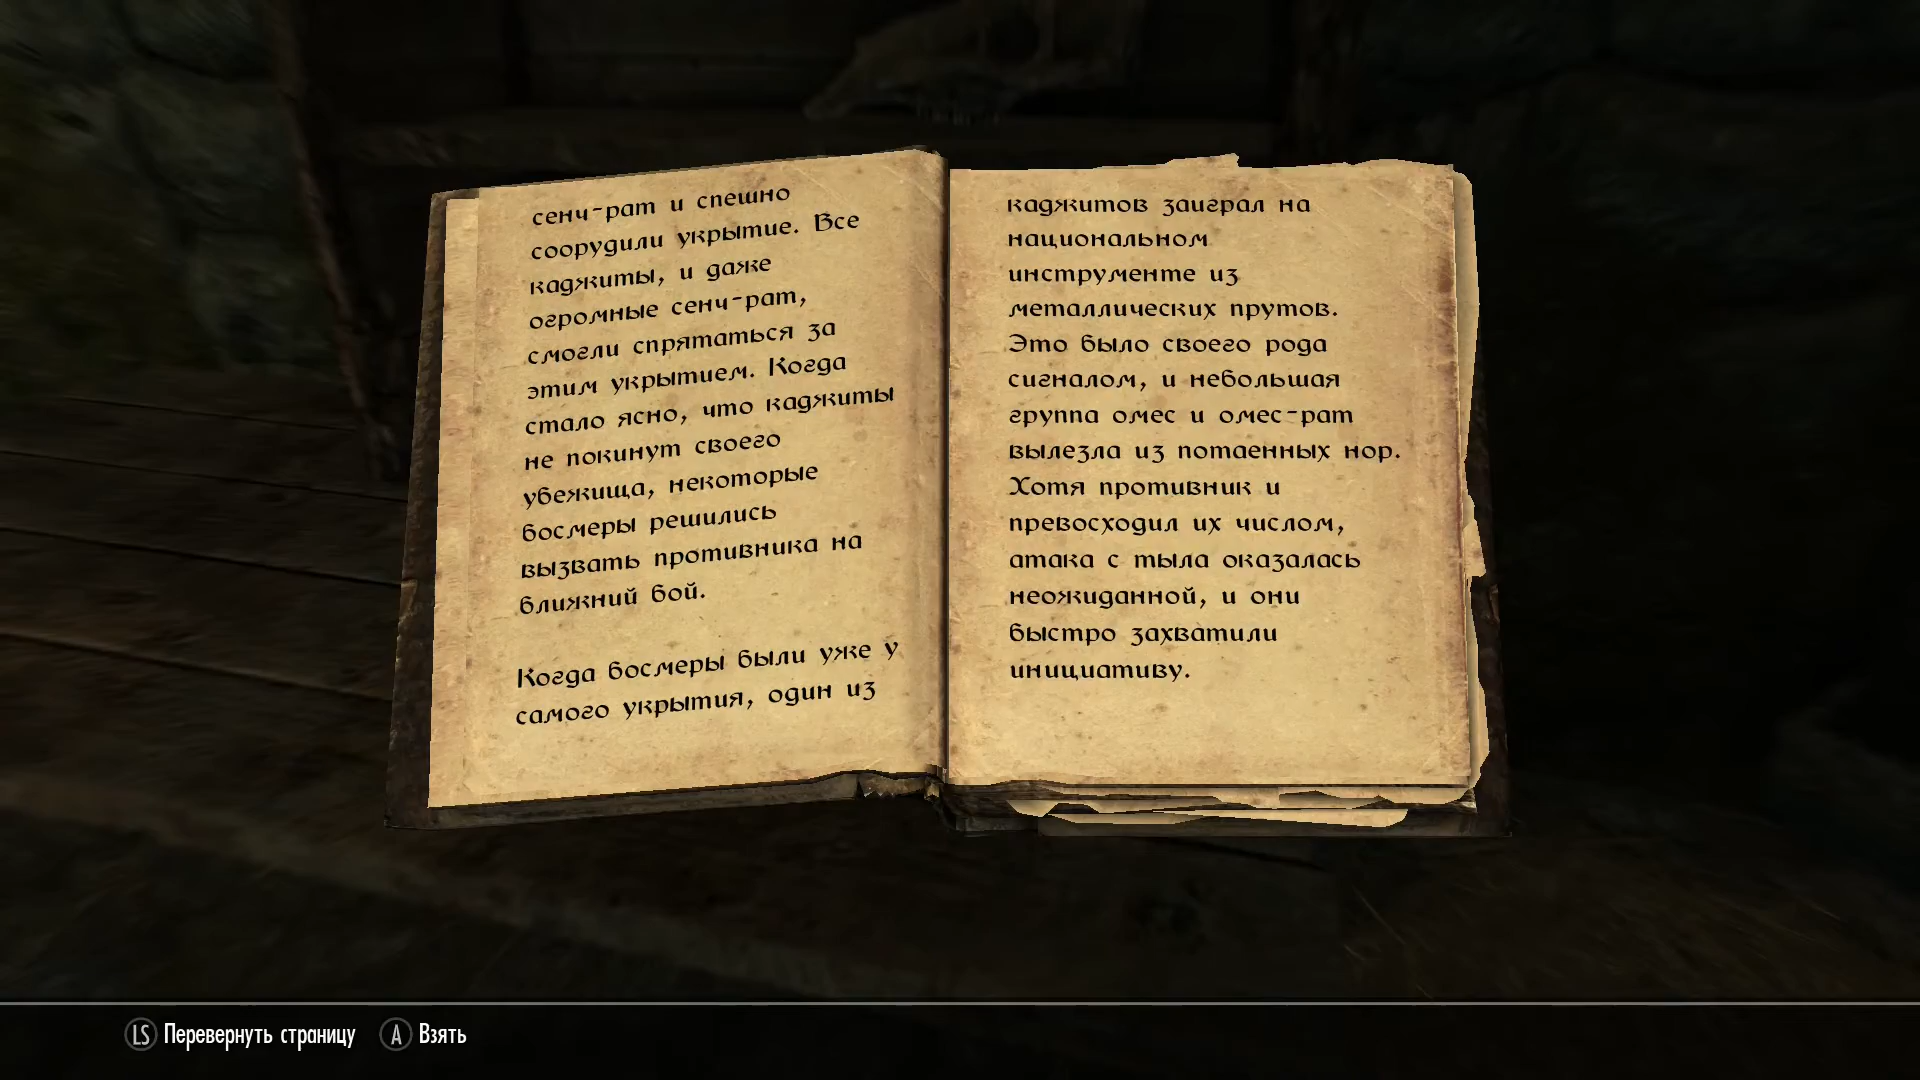 сенч-рат и спешно
соорудили укрытие. Все
каджиты, и даже
огромные сенч-рат,
смогли спрятаться за
этим укрытием. Когда
стало ясно, что каджиты
не покинут своего
убежища, некоторые
босмеры решились
вызвать противника на
ближний бой.
Когда босмеры были уже у
самого укрытия, один из
каджитов заиграл на
национальном
инструменте из
металлических прутов.
Это было своего рода
сигналом, и небольшая
группа омес и омес-рат
вылезла из потаенных нор.
Хотя противник и
превосходил их числом,
атака с тыла оказалась
неожиданной, и они
быстро захватили
инициативу.
LS Перевернуть страницу A Взять